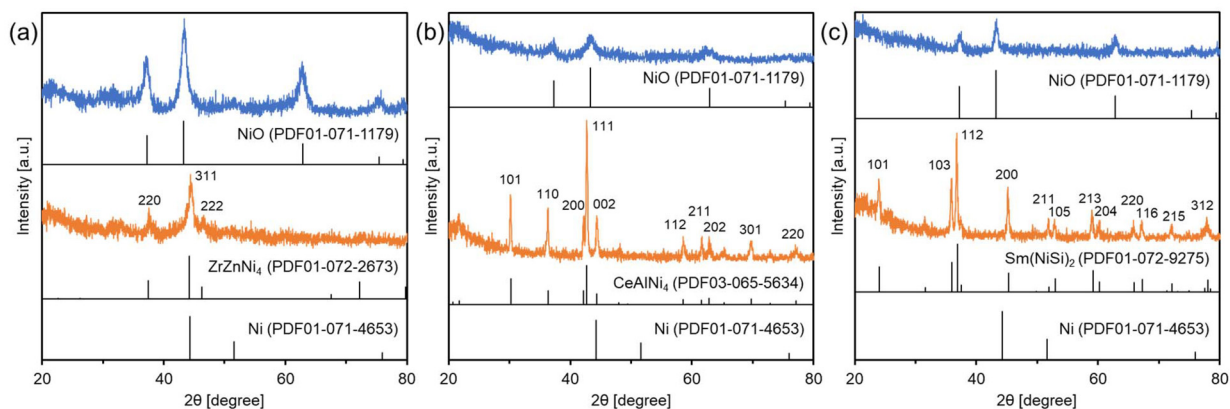 (a)
Intensity [a.u.]
NiO (PDF01-071-1179)
311
220
222
ZrZnNi₄ (PDF01-072-2673)
Ni (PDF01-071-4653)
20 40 60 80
2θ [degree]
(b)
Intensity [a.u.]
NiO (PDF01-071-1179)
111
101
110
200
002
112
211
202
301
220
CeAlNi₄ (PDF03-065-5634)
Ni (PDF01-071-4653)
20 40 60 80
2θ [degree]
(c)
Intensity [a.u.]
NiO (PDF01-071-1179)
112
101
103
200
211
105
213
204
220
116
215
312
Sm(NiSi)₂ (PDF01-072-9275)
Ni (PDF01-071-4653)
20 40 60 80
2θ [degree]